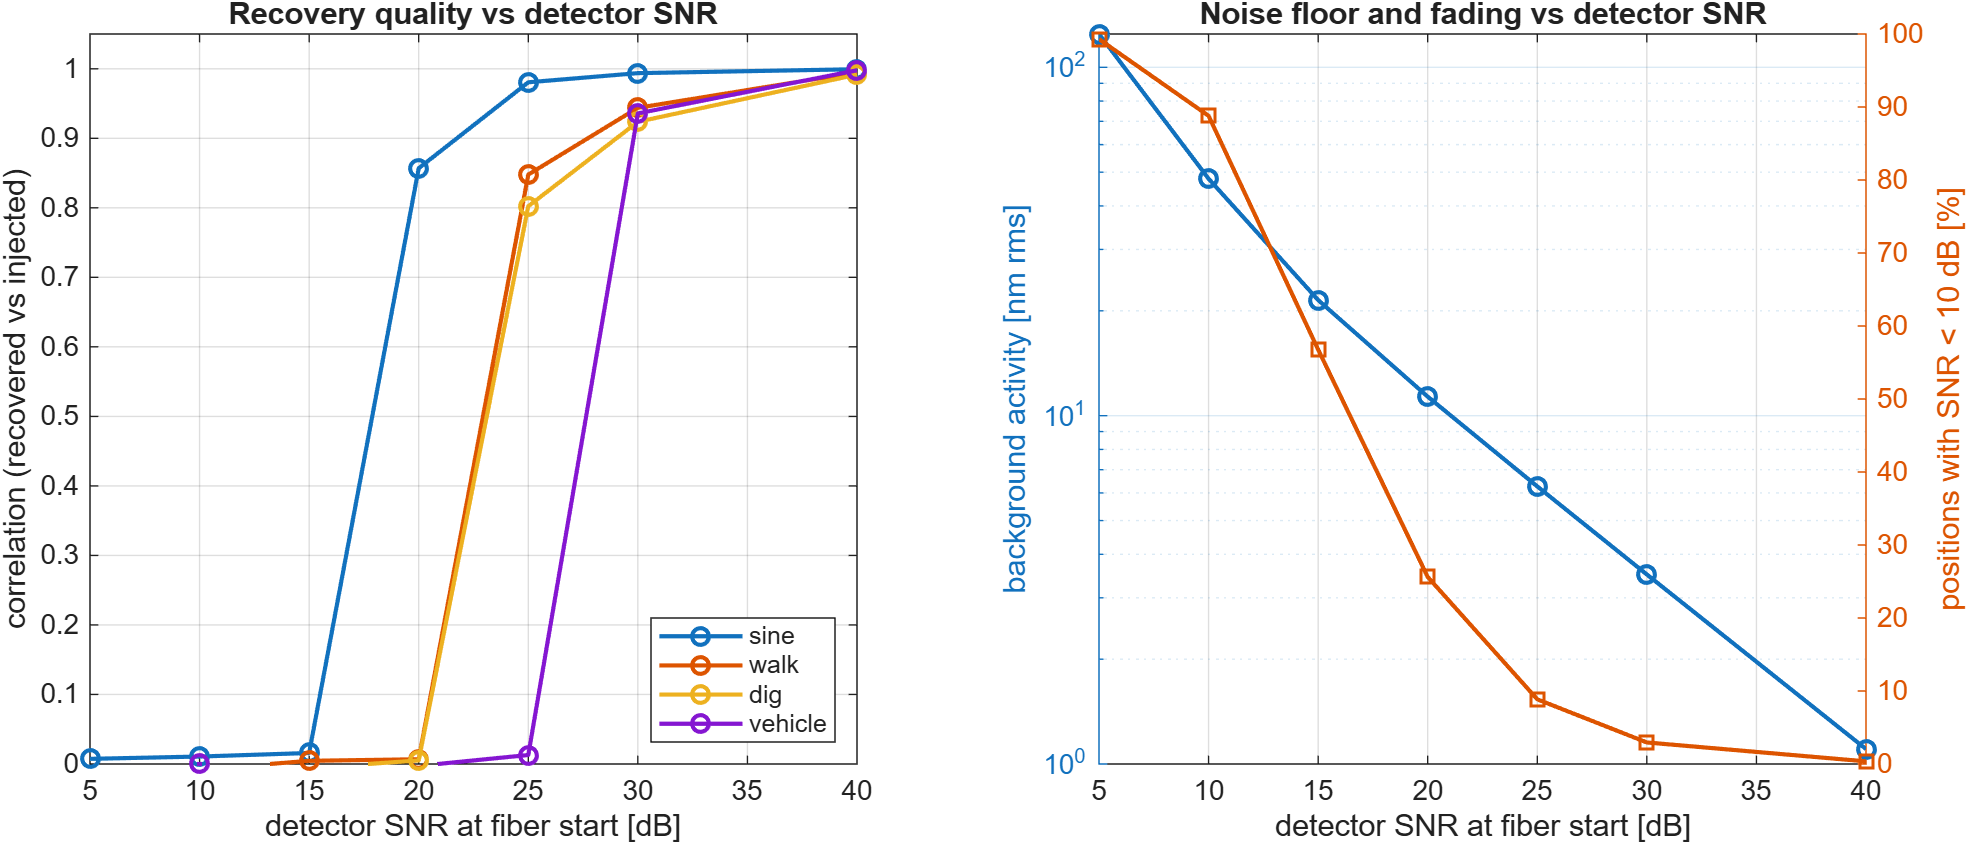 Recovery quality vs detector SNR
correlation (recovered vs injected)
1
0.9
0.8
0.7
0.6
0.5
0.4
0.3
0.2
0.1
0
5 10 15 20 25 30 35 40
detector SNR at fiber start [dB]
sine
walk
dig
vehicle
Noise floor and fading vs detector SNR
background activity [nm rms]
10²
10¹
10⁰
5 10 15 20 25 30 35 40
detector SNR at fiber start [dB]
100
90
80
70
60
50
40
30
20
10
0
positions with SNR < 10 dB [%]